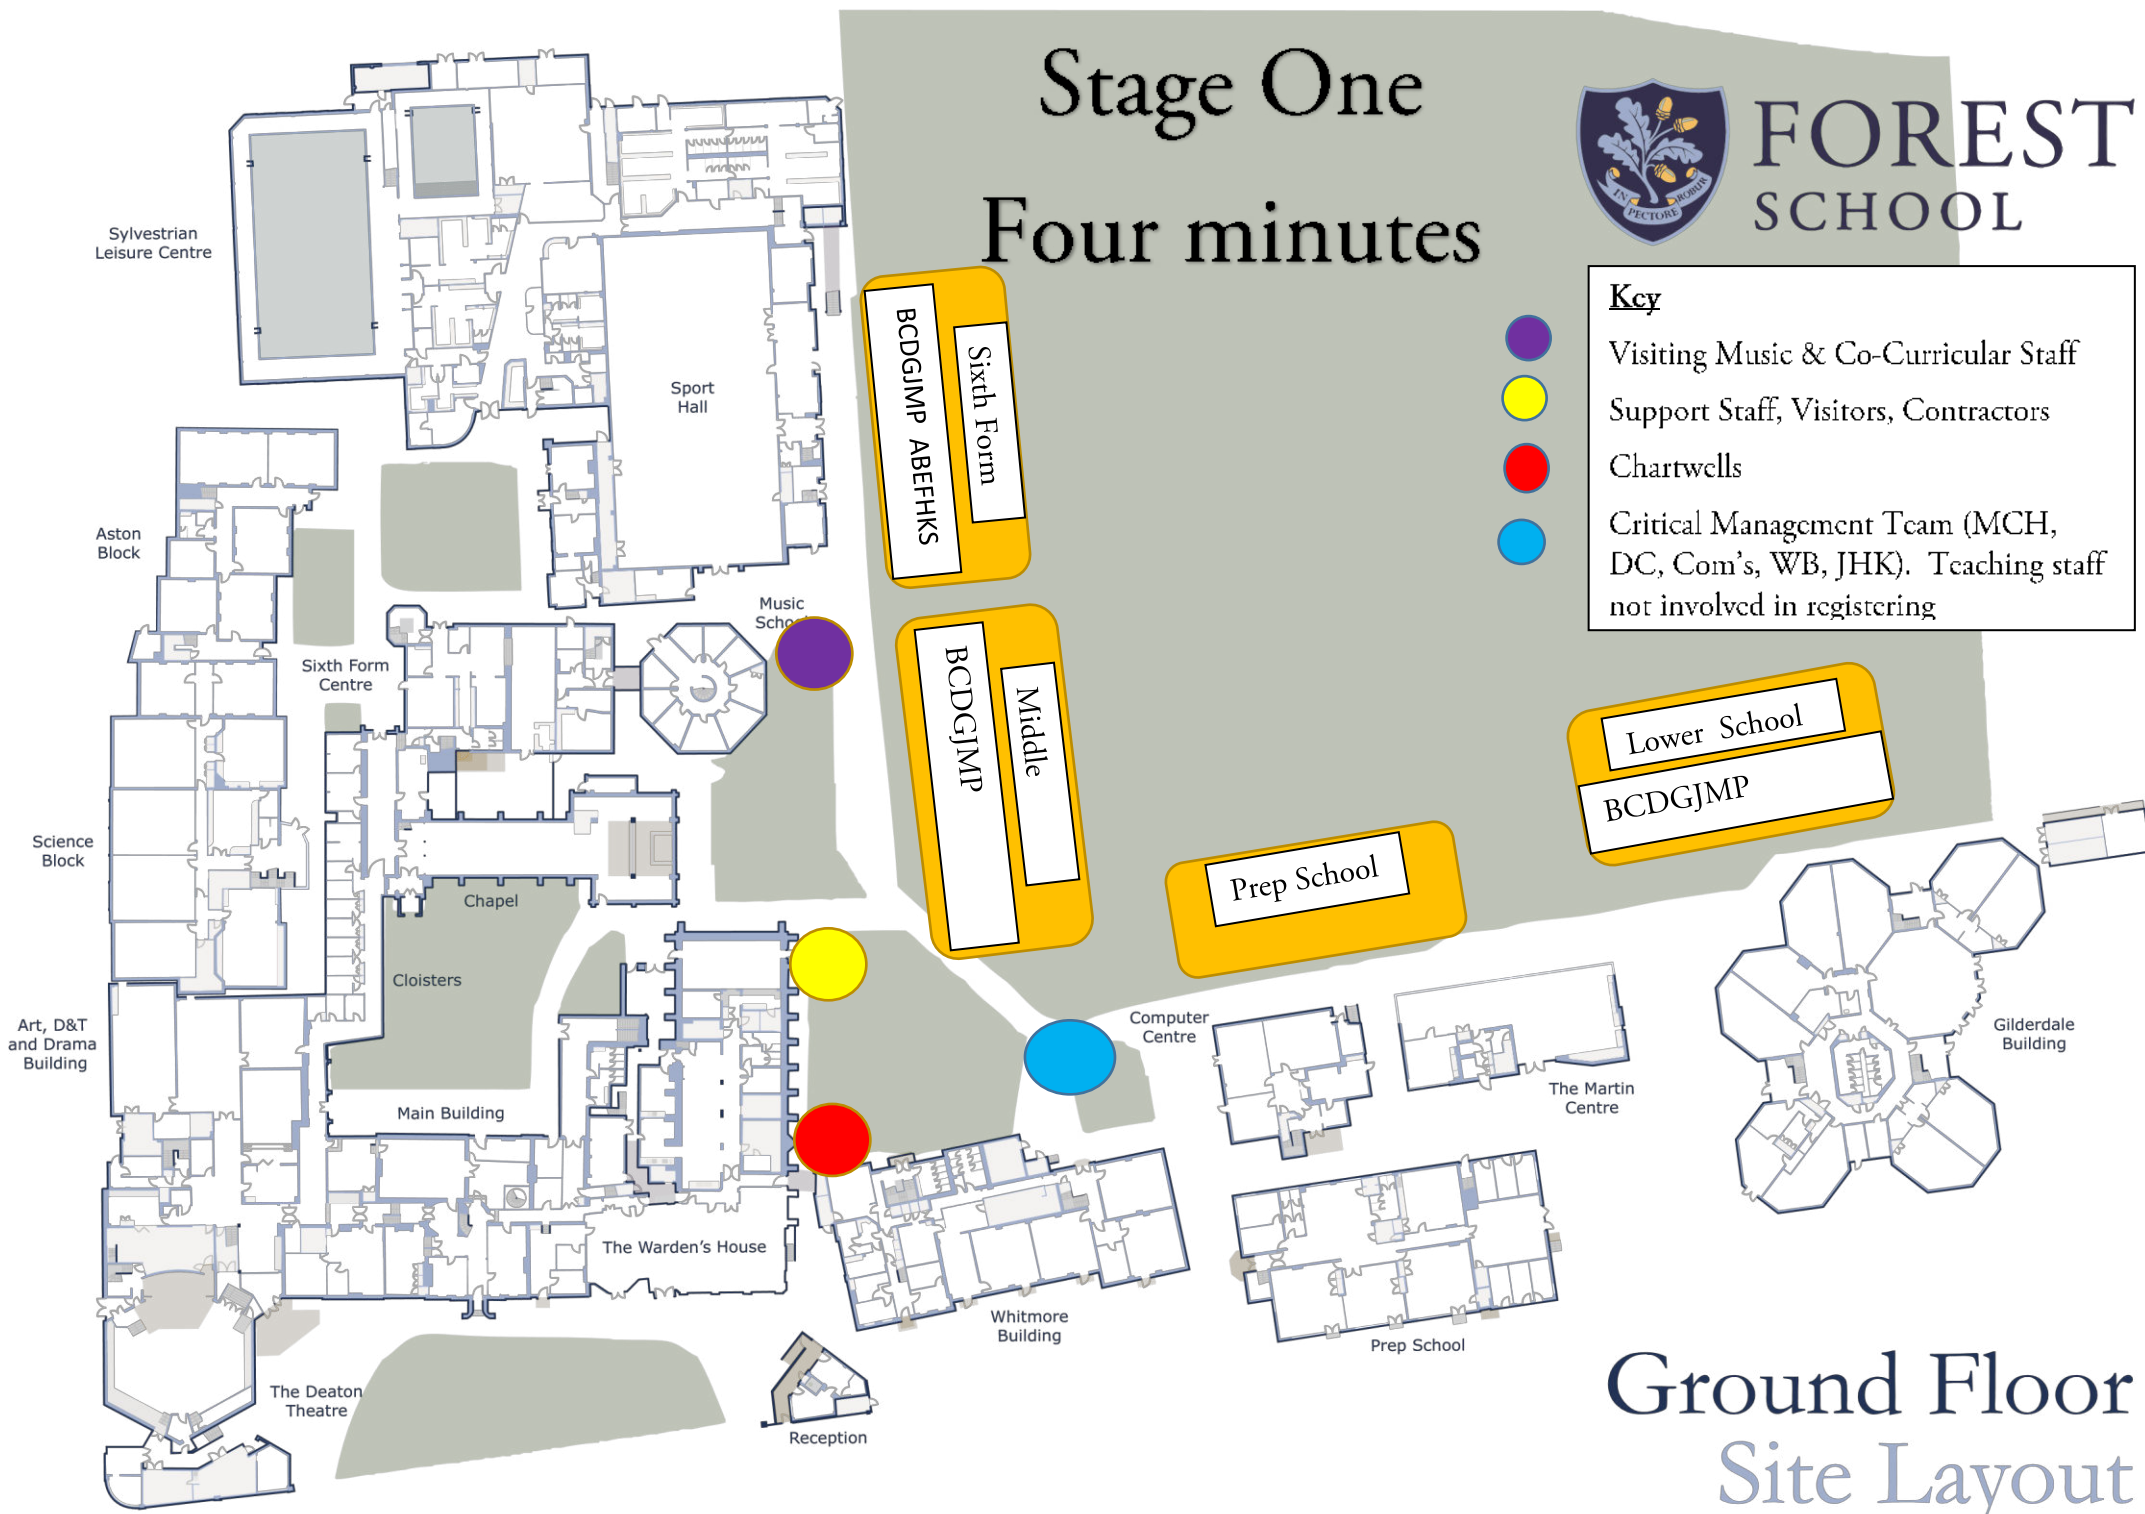 Stage One
Four minutes
FOREST
SCHOOL
IN PECTORE ROBUR
Key
Visiting Music & Co-Curricular Staff
Support Staff, Visitors, Contractors
Chartwells
Critical Management Team (MCH,
DC, Com's, WB, JHK).  Teaching staff
not involved in registering
Sylvestrian
Leisure Centre
Sport
Hall
BCDGJMP  ABEFHKS
Sixth Form
Aston
Block
Music
School
Sixth Form
Centre
BCDGJMP
Middle
Lower  School
BCDGJMP
Prep School
Science
Block
Chapel
Cloisters
Art, D&T
and Drama
Building
Main Building
Computer
Centre
The Martin
Centre
Gilderdale
Building
The Warden's House
Whitmore
Building
Prep School
The Deaton
Theatre
Reception
Ground Floor
Site Layout